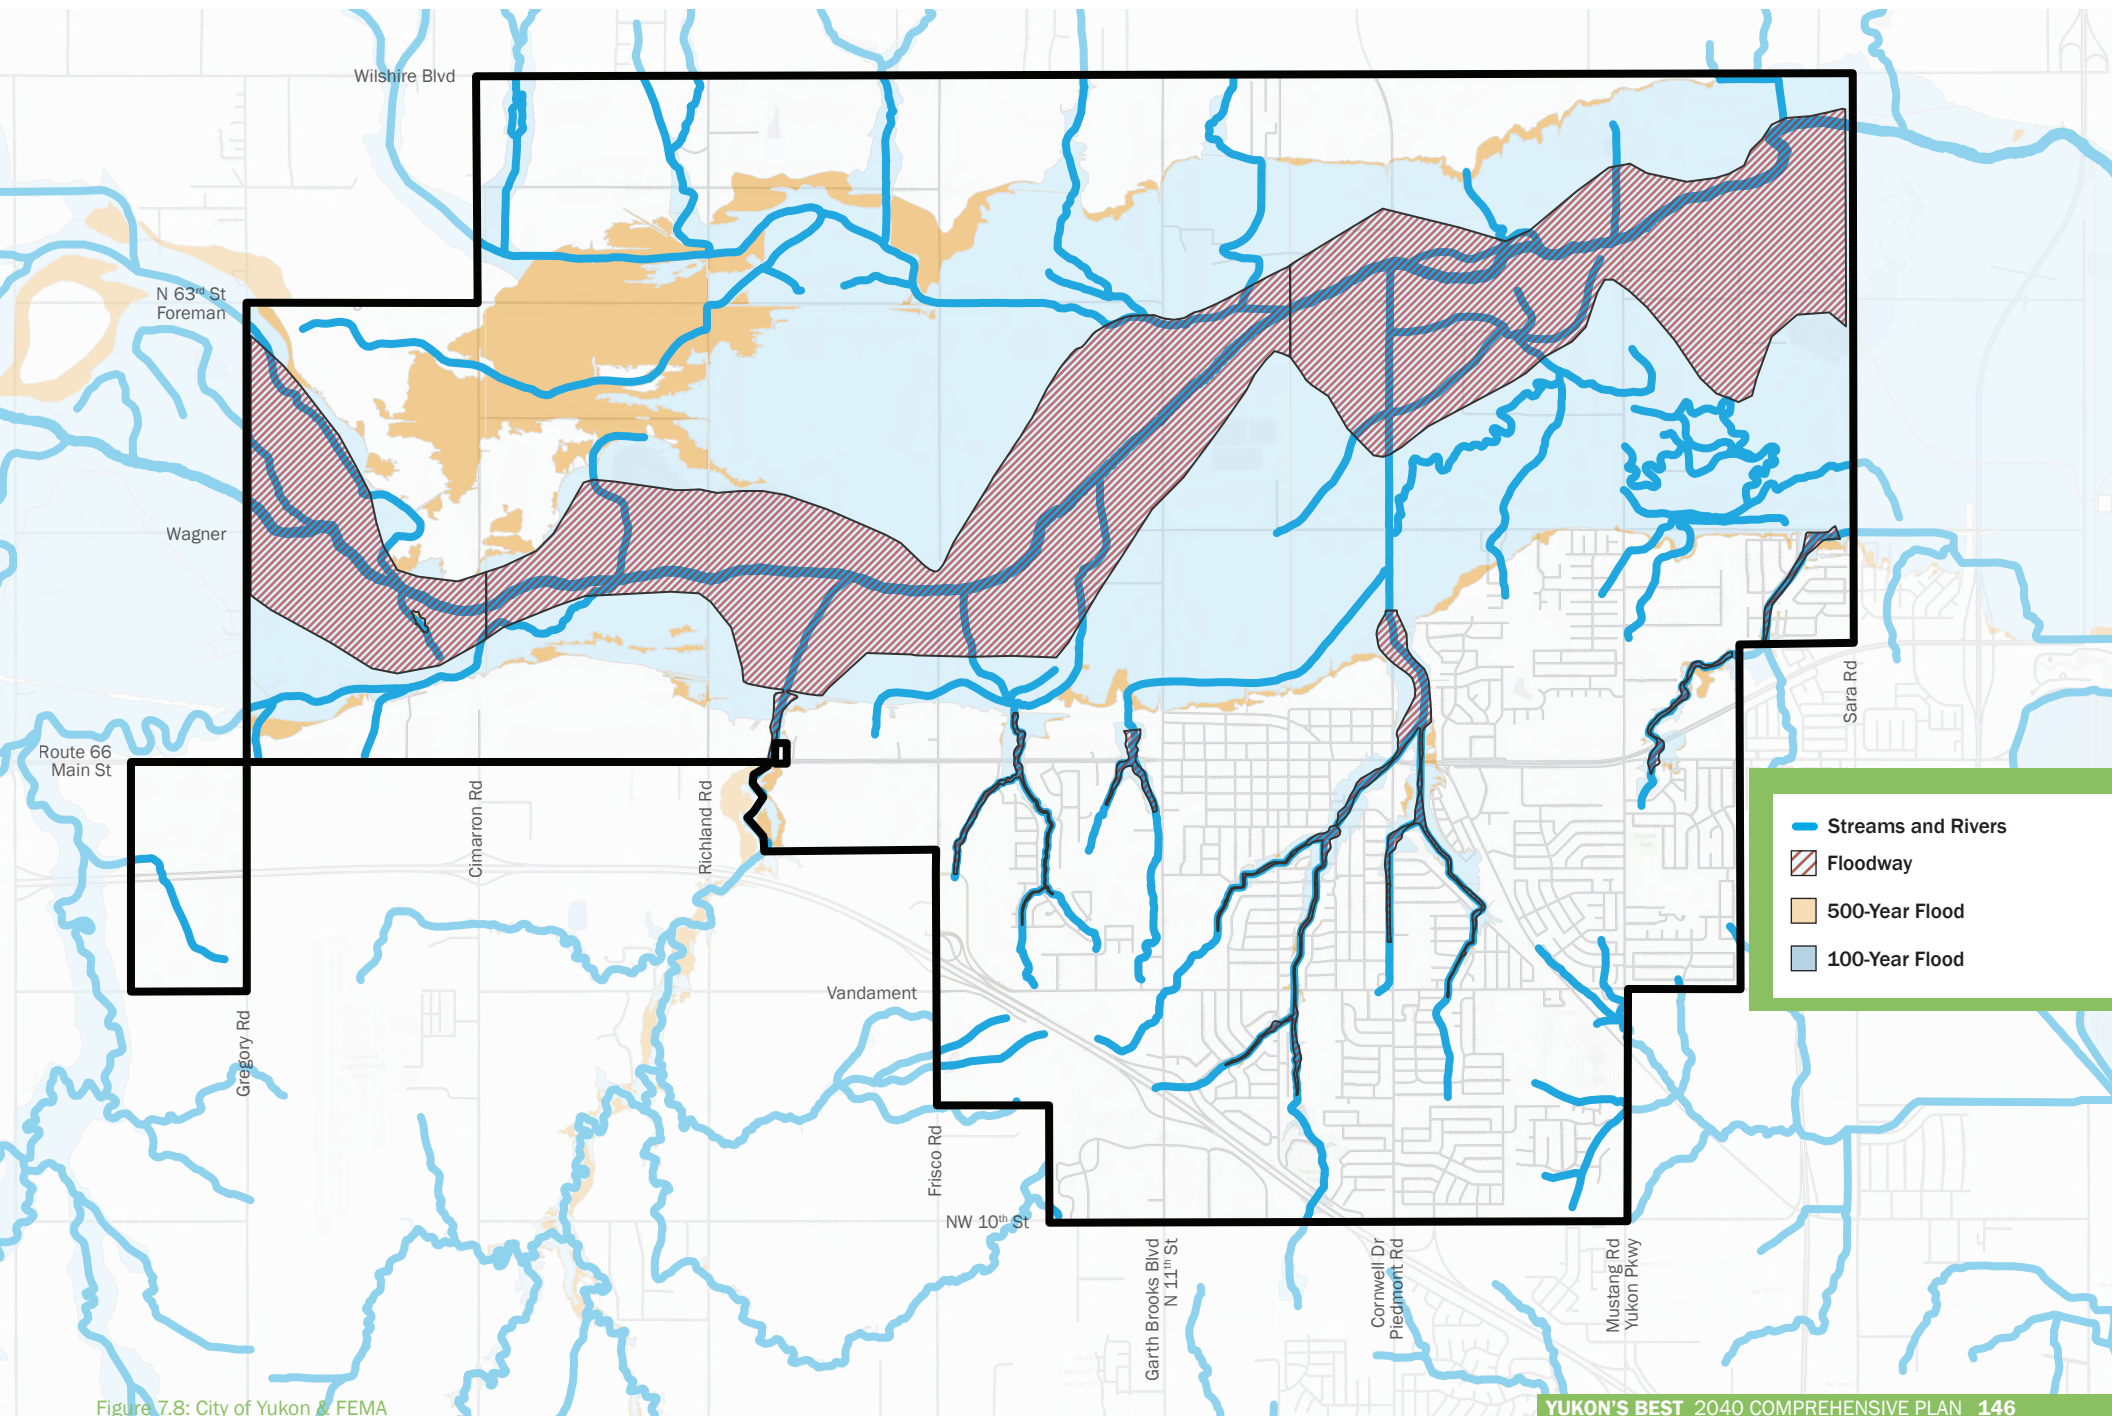 Wilshire Blvd
N 63rd St
Foreman
Wagner
Route 66
Main St
Cimarron Rd
Richland Rd
Sara Rd
Streams and Rivers
Floodway
500-Year Flood
100-Year Flood
Vandament
Gregory Rd
Frisco Rd
NW 10th St
Garth Brooks Blvd
N 11th St
Cornwell Dr
Piedmont Rd
Mustang Rd
Yukon Pkwy
Figure 7.8: City of Yukon & FEMA
YUKON'S BEST 2040 COMPREHENSIVE PLAN 146